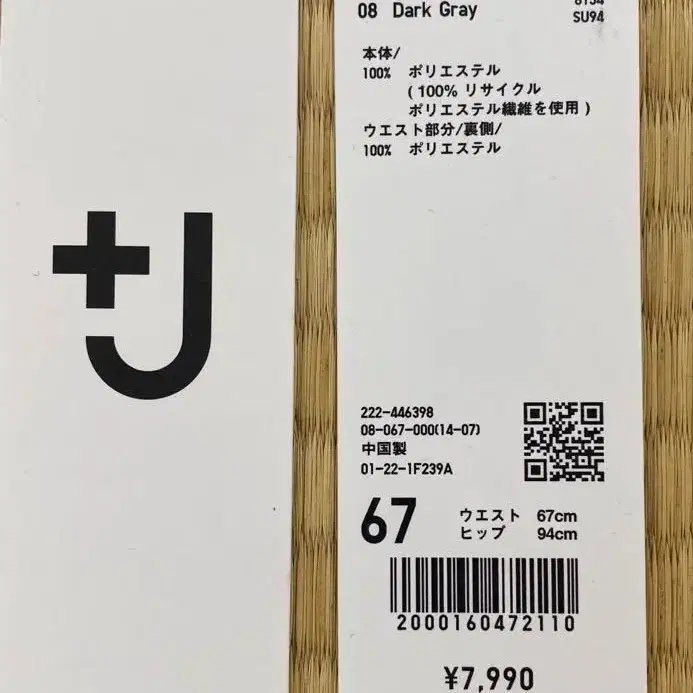 +J
08 Dark Gray
SU94
本体/
100% ポリエステル
( 100% リサイクル
ポリエステル繊維を使用 )
ウエスト部分/裏側/
100% ポリエステル
222-446398
08-067-000(14-07)
中国製
01-22-1F239A
67
ウエスト 67cm
ヒップ 94cm
2000160472110
¥7,990